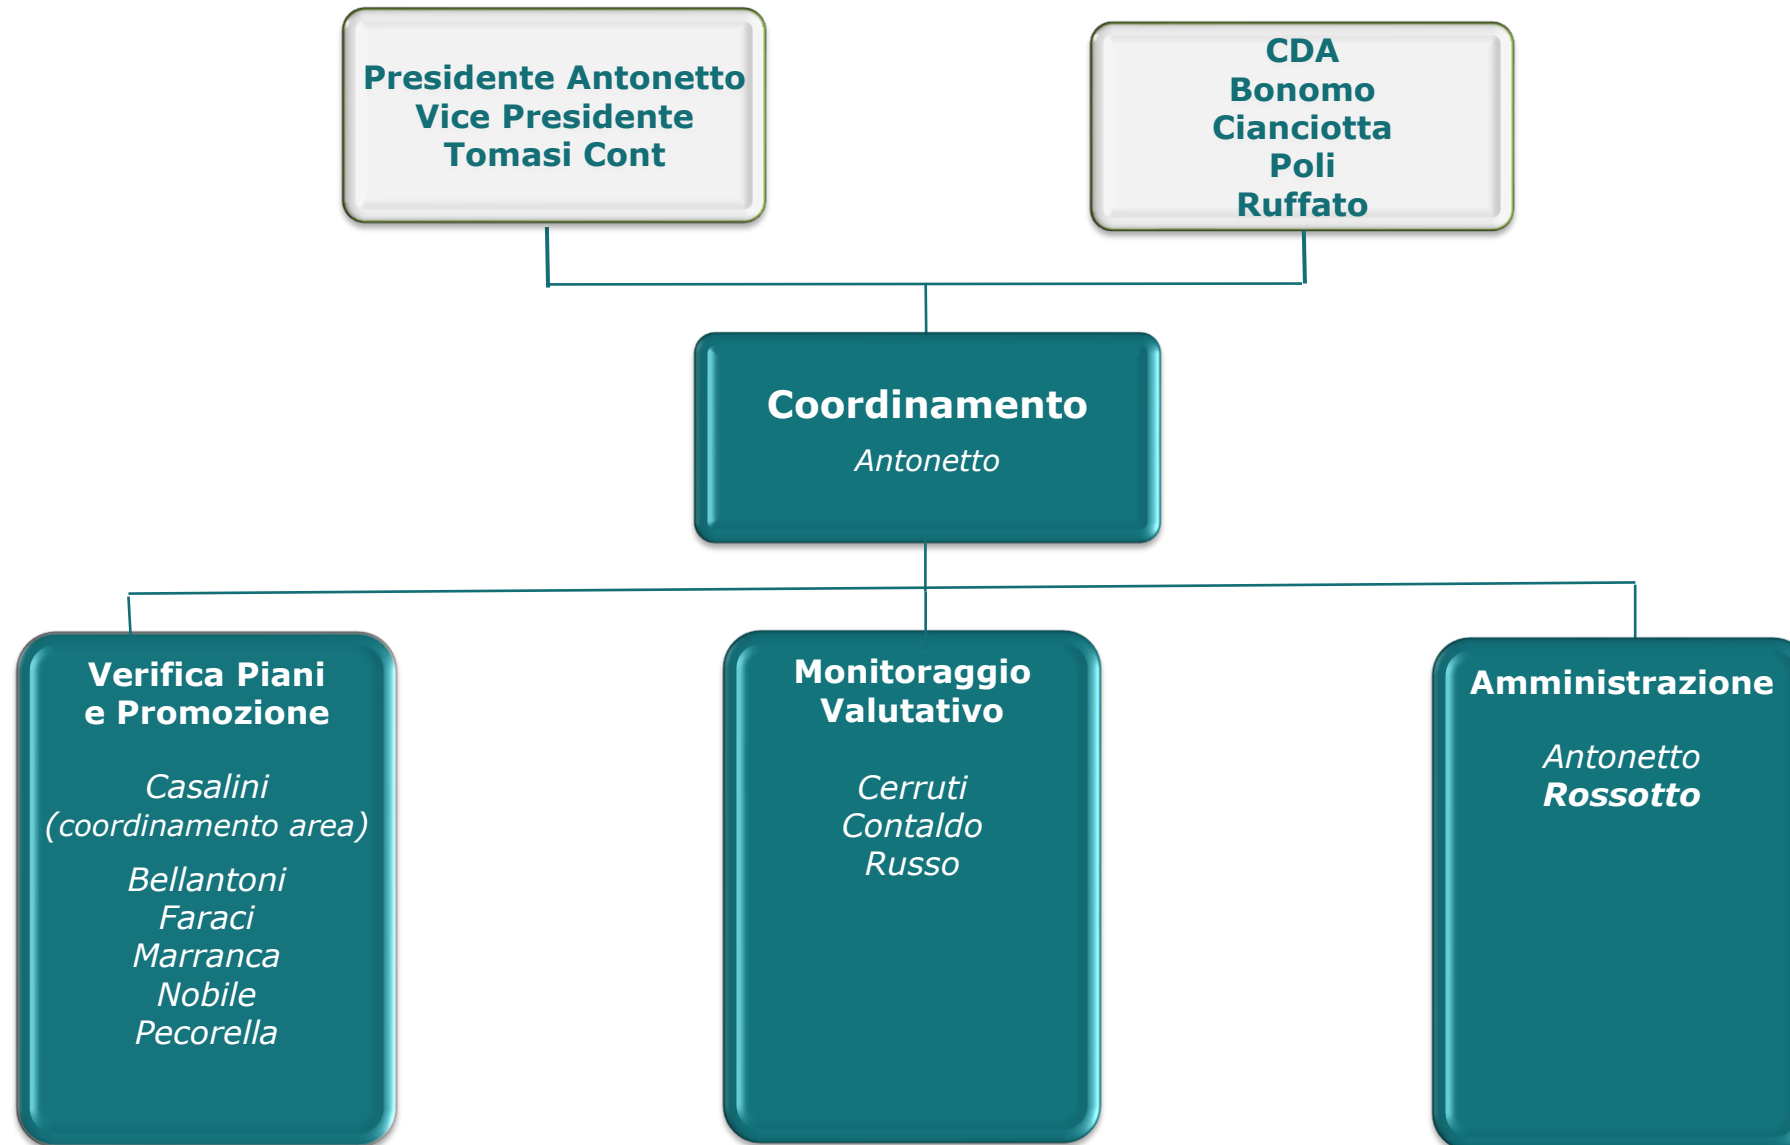 Presidente Antonetto
Vice Presidente
Tomasi Cont
CDA
Bonomo
Cianciotta
Poli
Ruffato
Coordinamento
Antonetto
Verifica Piani
e Promozione
Casalini
(coordinamento area)
Bellantoni
Faraci
Marranca
Nobile
Pecorella
Monitoraggio
Valutativo
Cerruti
Contaldo
Russo
Amministrazione
Antonetto
Rossotto